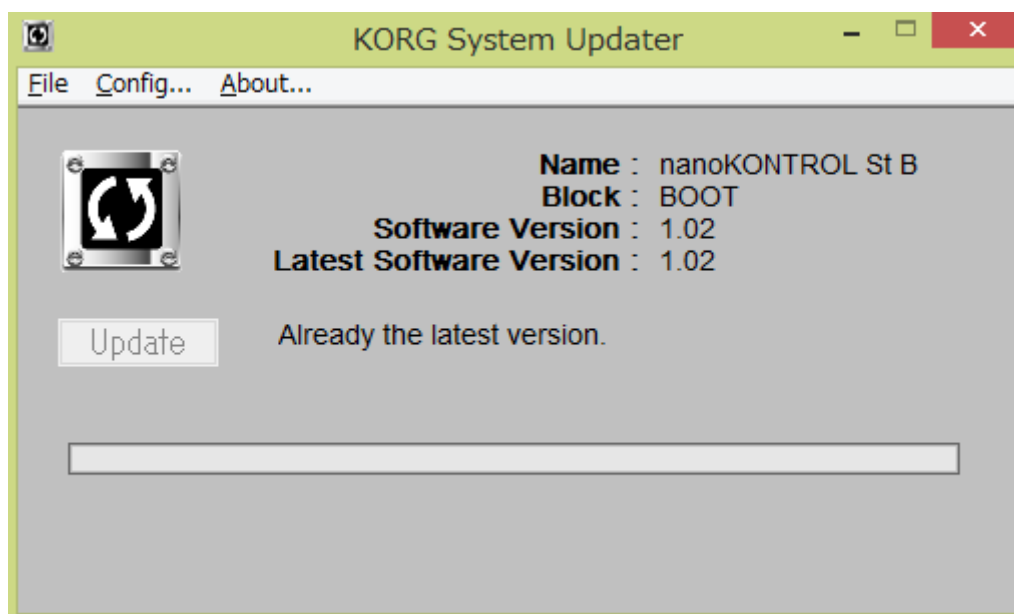 KORG System Updater
File Config... About...
Name : nanoKONTROL St B
Block : BOOT
Software Version : 1.02
Latest Software Version : 1.02
Update Already the latest version.